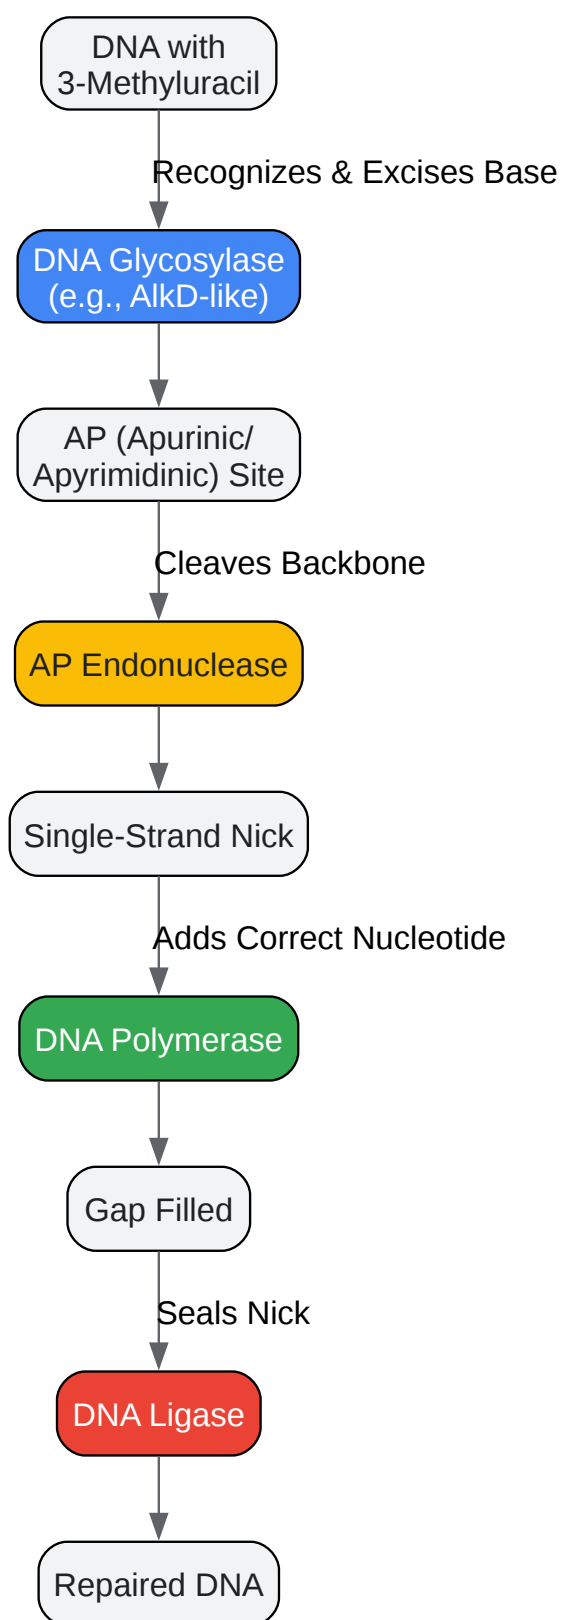 DNA with
3-Methyluracil
Recognizes & Excises Base
DNA Glycosylase
(e.g., AlkD-like)
AP (Apurinic/
Apyrimidinic) Site
Cleaves Backbone
AP Endonuclease
Single-Strand Nick
Adds Correct Nucleotide
DNA Polymerase
Gap Filled
Seals Nick
DNA Ligase
Repaired DNA